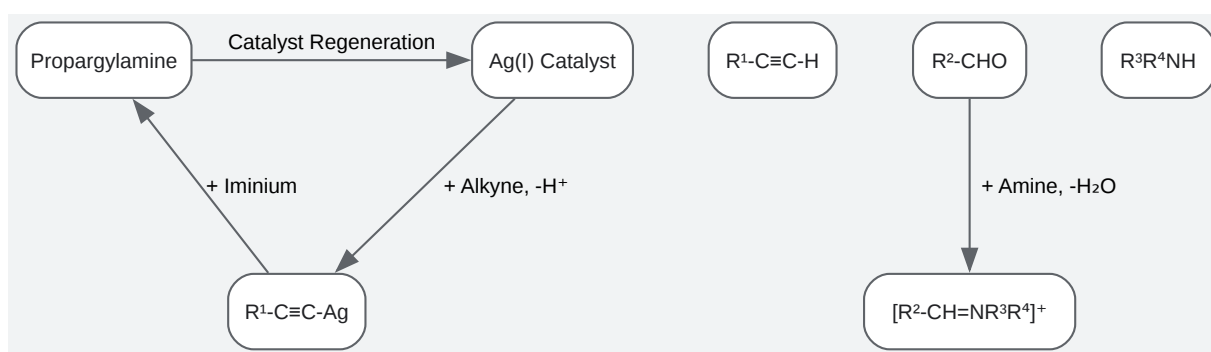 Propargylamine
Catalyst Regeneration
Ag(I) Catalyst
R¹-C≡C-H
R²-CHO
R³R⁴NH
+ Iminium
+ Alkyne, -H⁺
+ Amine, -H₂O
R¹-C≡C-Ag
[R²-CH=NR³R⁴]⁺